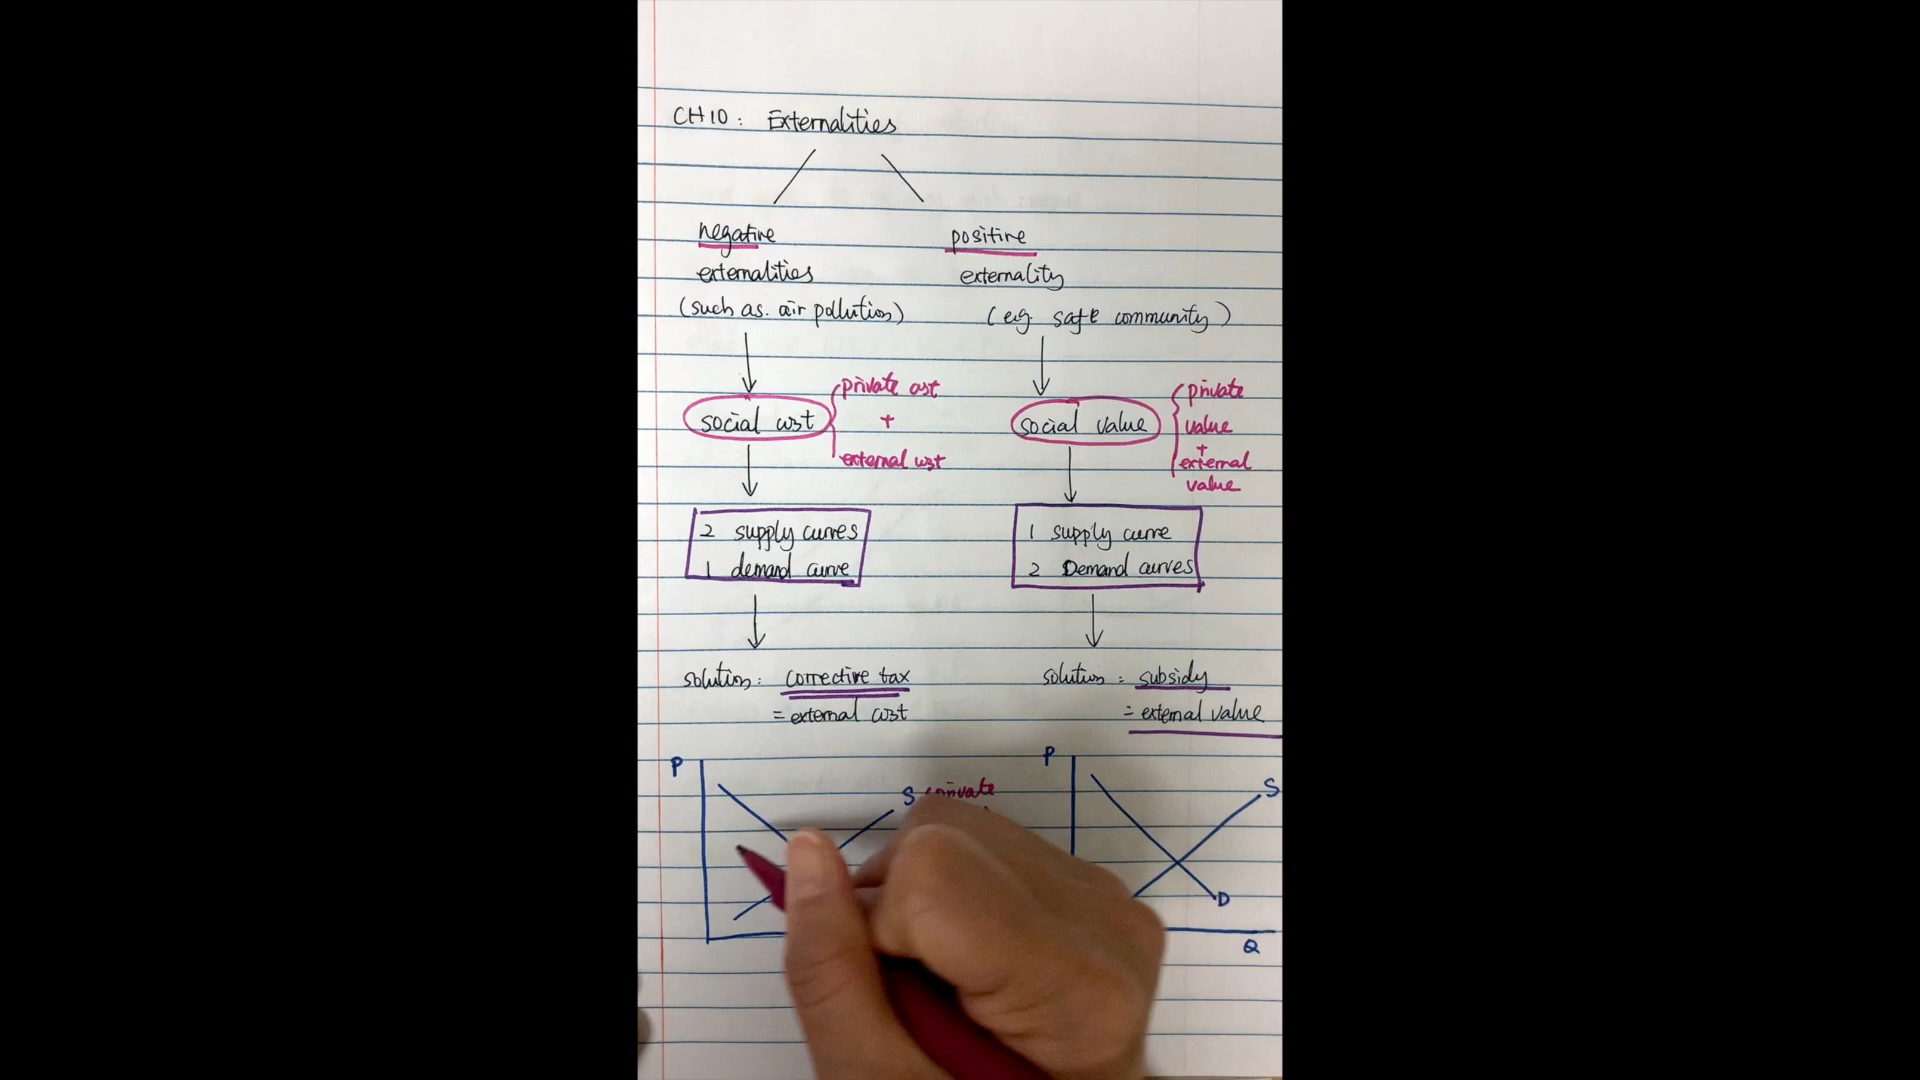 CH10: Externalities
negative
externalities
(such as. air pollution)
social cost
private cost
+
external cost
2 supply curves
1 demand curve
solution: corrective tax
= external cost
P
S (private
positive
externality
(eg. safe community)
social value
private
value
+
external
value
1 supply curve
2 Demand curves
solution: subsidy
= external value
P
S
D
Q